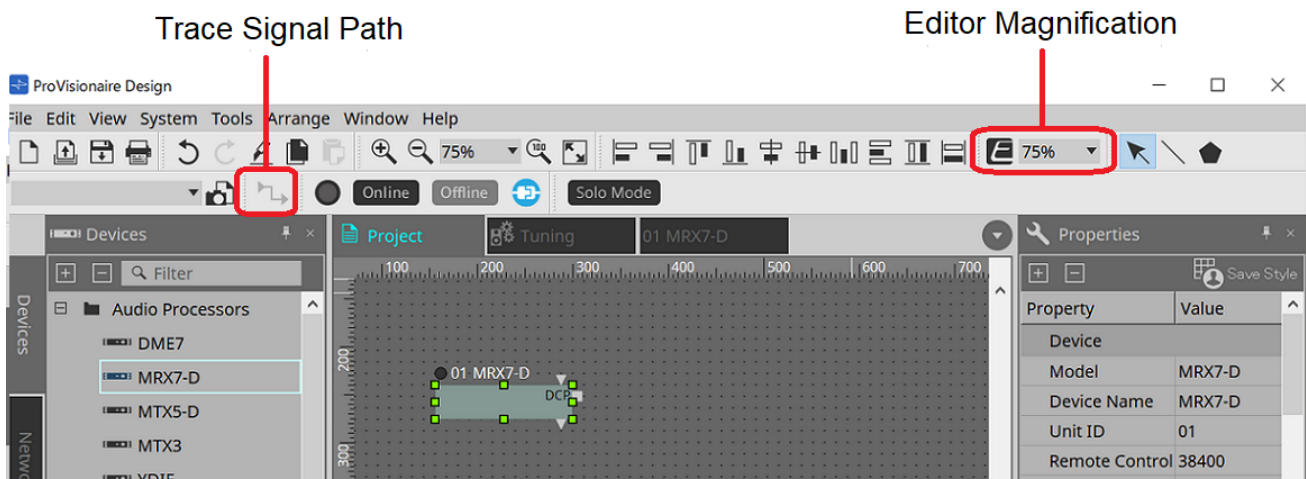 Trace Signal Path
Editor Magnification
ProVisionaire Design
File Edit View System Tools Arrange Window Help
75%
100
75%
Online
Offline
Solo Mode
Devices
Project
Tuning
01 MRX7-D
Properties
Filter
100 200 300 400 500 600 700
Save Style
Devices
Audio Processors
Property Value
DME7
Device
200
MRX7-D
01 MRX7-D
Model MRX7-D
DCP
MTX5-D
Device Name MRX7-D
MTX3
Unit ID 01
300
Remote Control 38400